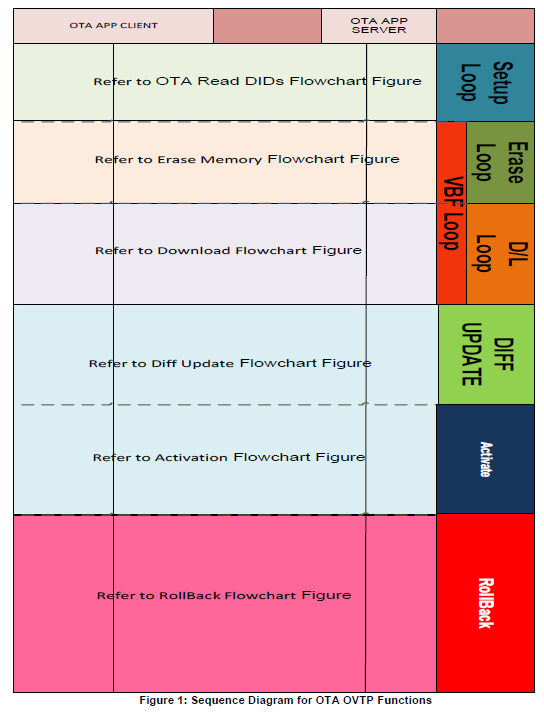 OTA APP CLIENT
OTA APP
SERVER
Refer to OTA Read DIDs Flowchart Figure
Setup
Loop
Refer to Erase Memory Flowchart Figure
Erase
Loop
VBF Loop
Refer to Download Flowchart Figure
D/L
Loop
Refer to Diff Update Flowchart Figure
DIFF
UPDATE
Refer to Activation Flowchart Figure
Activate
Refer to RollBack Flowchart Figure
RollBack
Figure 1: Sequence Diagram for OTA OVTP Functions